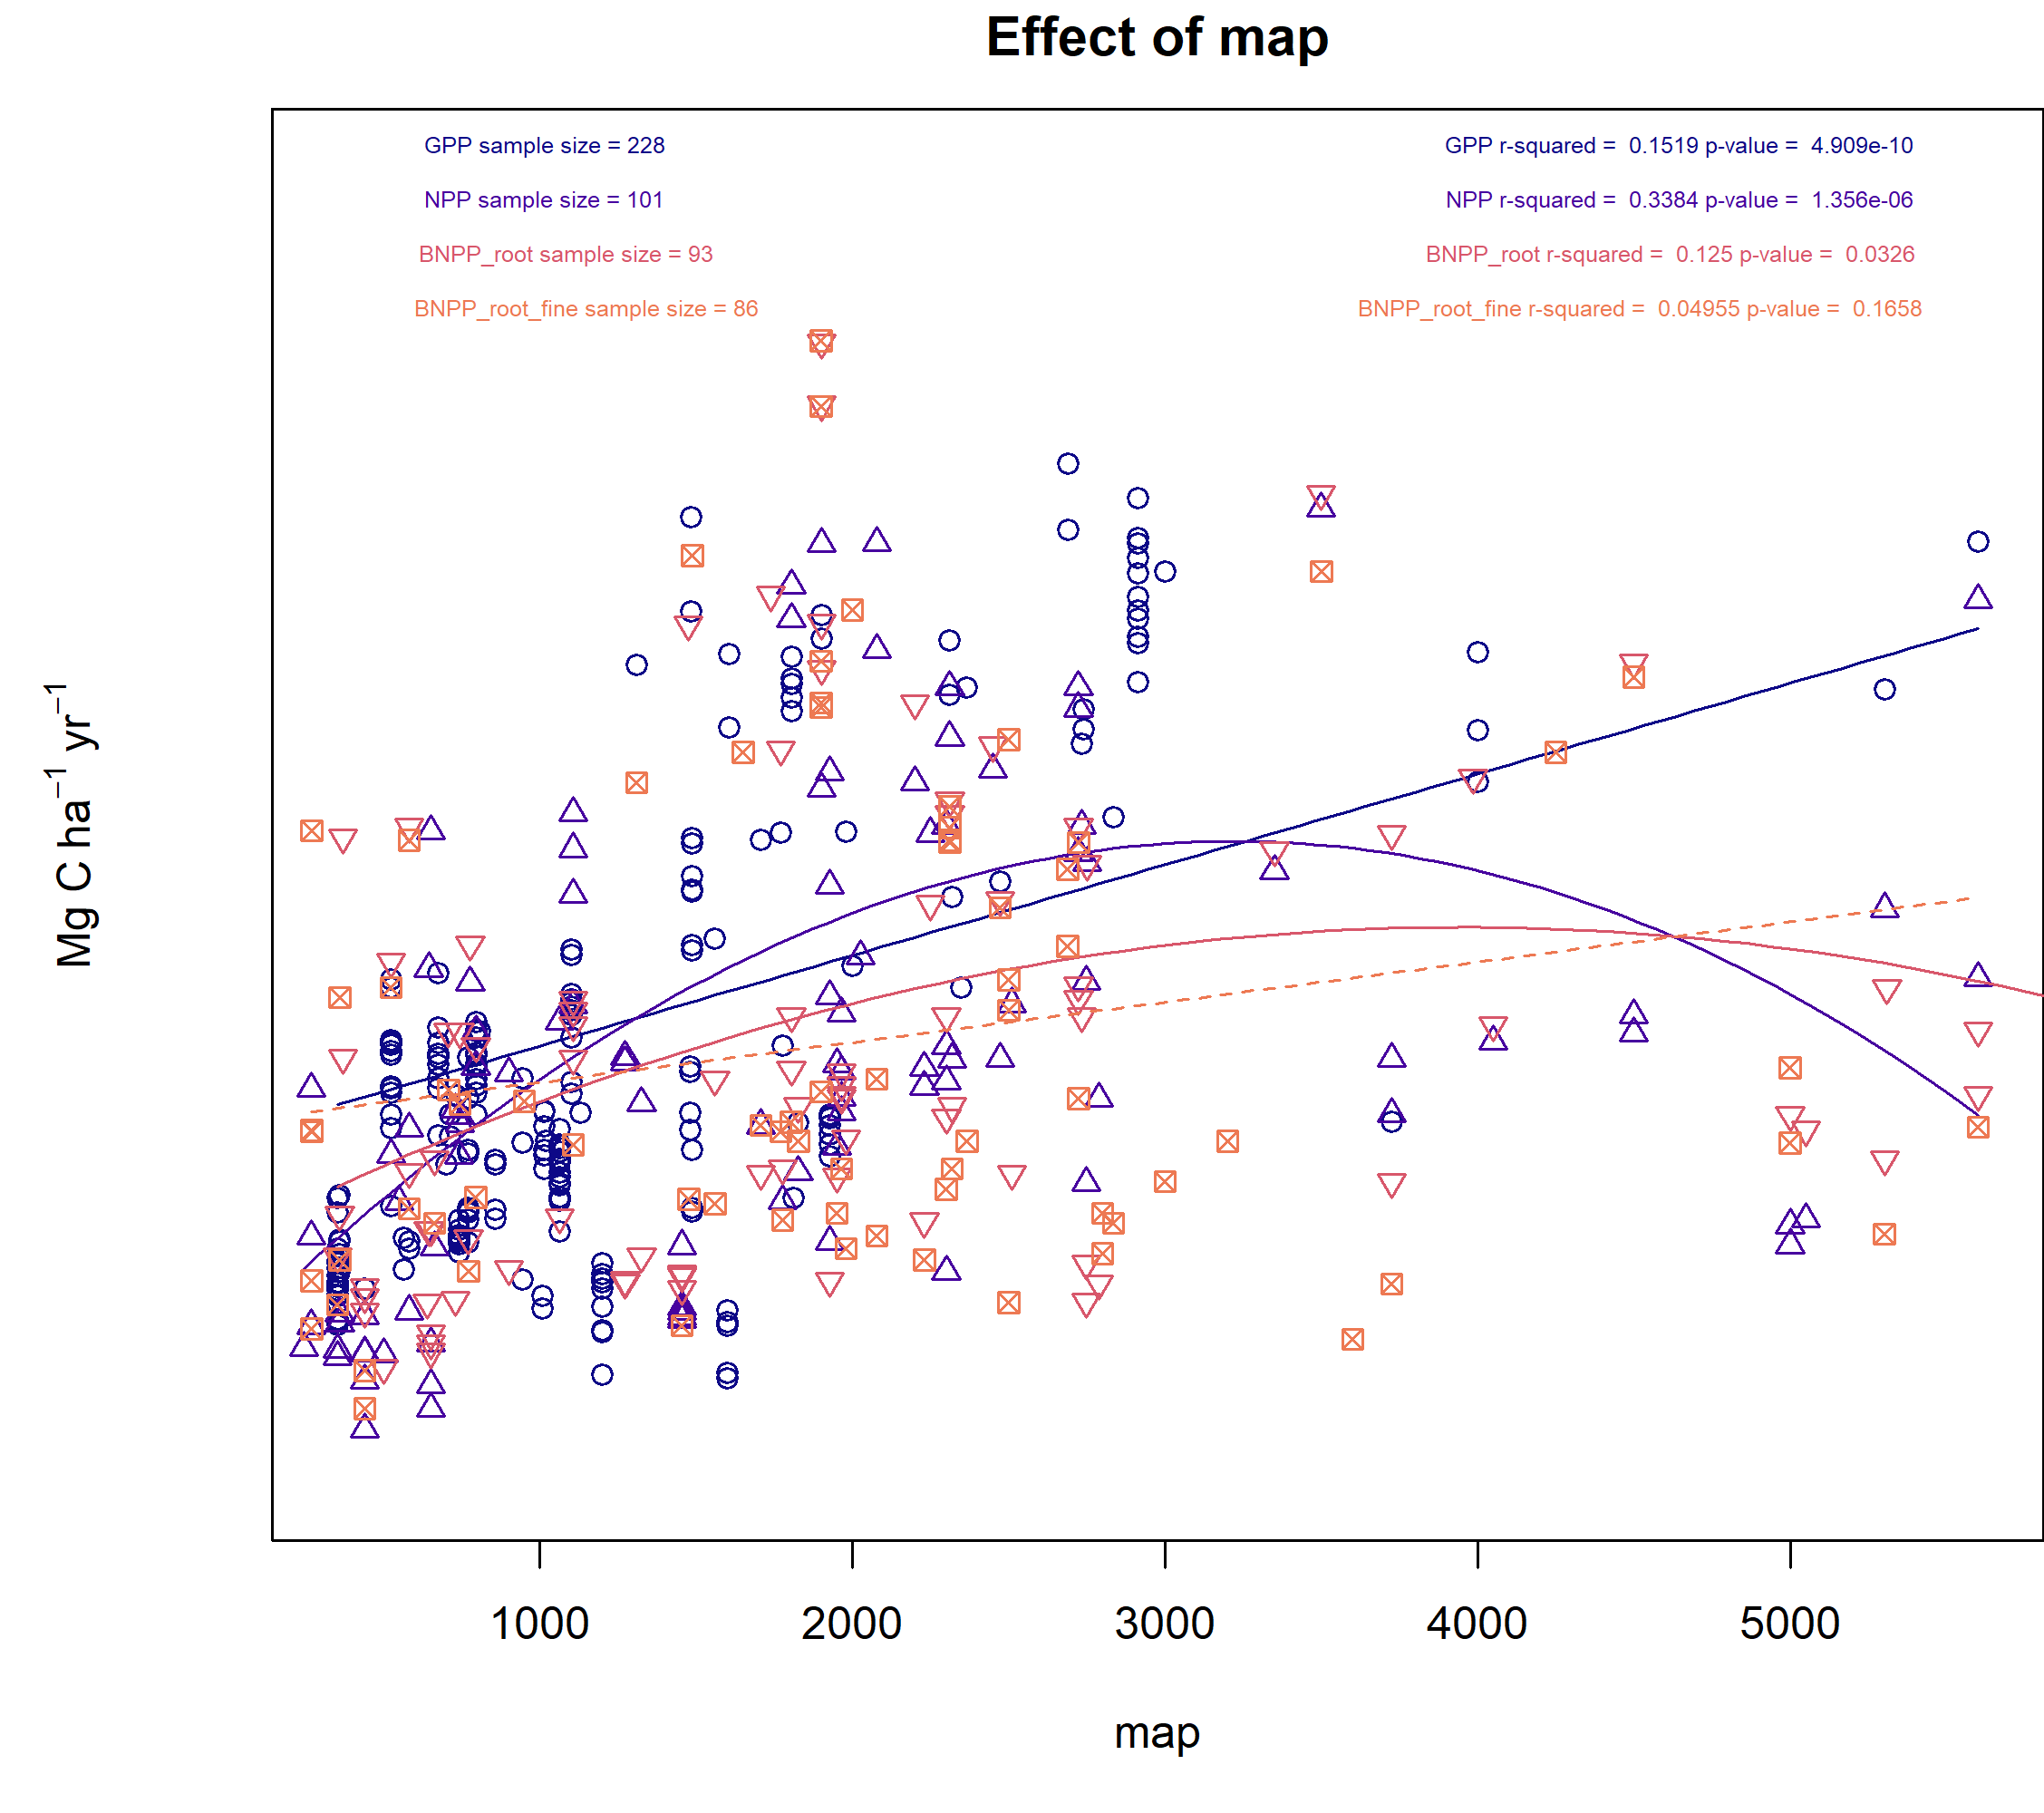 Effect of map
GPP sample size = 228
GPP r-squared = 0.1519 p-value = 4.909e-10
NPP sample size = 101
NPP r-squared = 0.3384 p-value = 1.356e-06
BNPP_root sample size = 93
BNPP_root r-squared = 0.125 p-value = 0.0326
BNPP_root_fine sample size = 86
BNPP_root_fine r-squared = 0.04955 p-value = 0.1658
Mg C ha⁻¹ yr⁻¹
1000 2000 3000 4000 5000
map